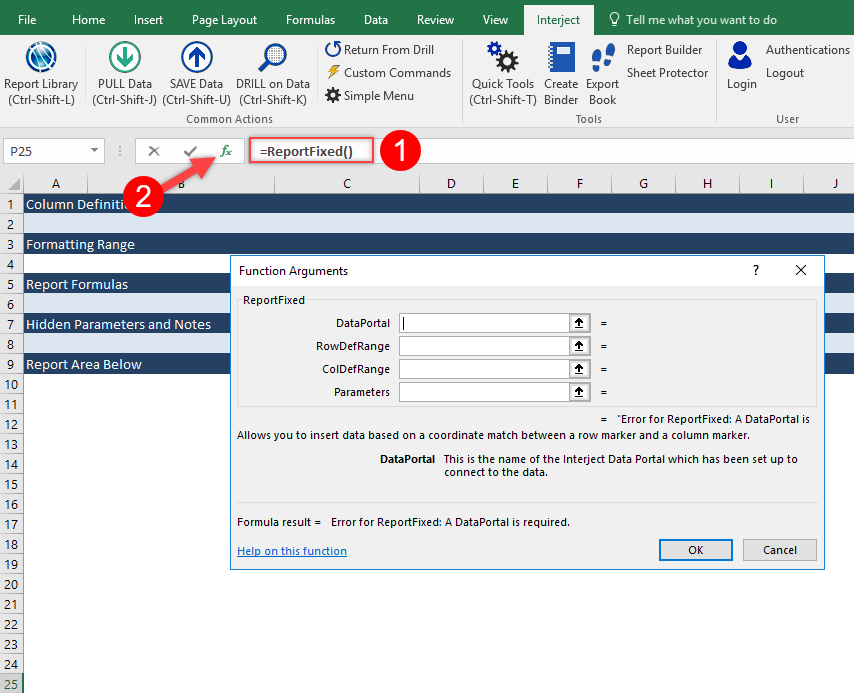 File Home Insert Page Layout Formulas Data Review View Interject Tell me what you want to do
Report Library PULL Data SAVE Data DRILL on Data Return From Drill Quick Tools Create Export Report Builder Login Authentications
(Ctrl-Shift-L) (Ctrl-Shift-J) (Ctrl-Shift-U) (Ctrl-Shift-K) Custom Commands (Ctrl-Shift-T) Binder Book Sheet Protector Logout
Simple Menu
Common Actions Tools User
P25 fx =ReportFixed() 1
2
A B C D E F G H I J
1 Column Definiti
2
3 Formatting Range
4
5 Report Formulas
6
7 Hidden Parameters and Notes
8
9 Report Area Below
10
11
12
13
14
15
16
17
18
19
20
21
22
23
24
25
Function Arguments ?
ReportFixed
DataPortal =
RowDefRange =
ColDefRange =
Parameters =
= "Error for ReportFixed: A DataPortal is
Allows you to insert data based on a coordinate match between a row marker and a column marker.
DataPortal This is the name of the Interject Data Portal which has been set up to
connect to the data.
Formula result = Error for ReportFixed: A DataPortal is required.
Help on this function OK Cancel